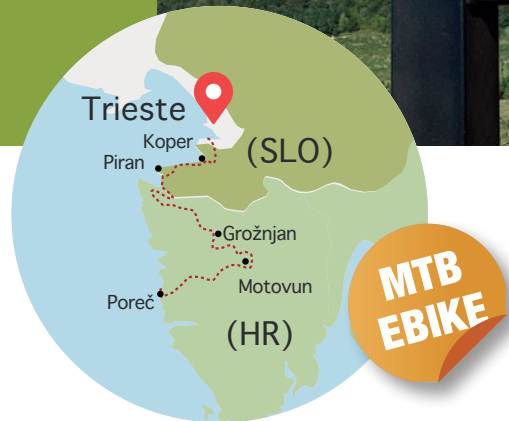 Trieste
Koper
(SLO)
Piran
Grožnjan
Motovun
Poreč
(HR)
MTB
EBIKE